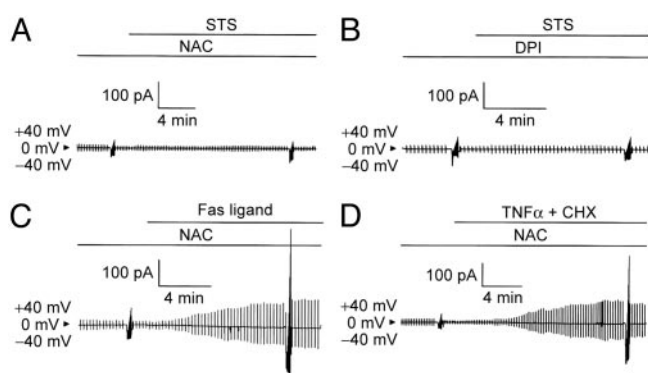 A
STS
NAC
100 pA
4 min
+40 mV
0 mV
−40 mV
B
STS
DPI
100 pA
4 min
+40 mV
0 mV
−40 mV
C
Fas ligand
NAC
100 pA
4 min
+40 mV
0 mV
−40 mV
D
TNFα + CHX
NAC
100 pA
4 min
+40 mV
0 mV
−40 mV